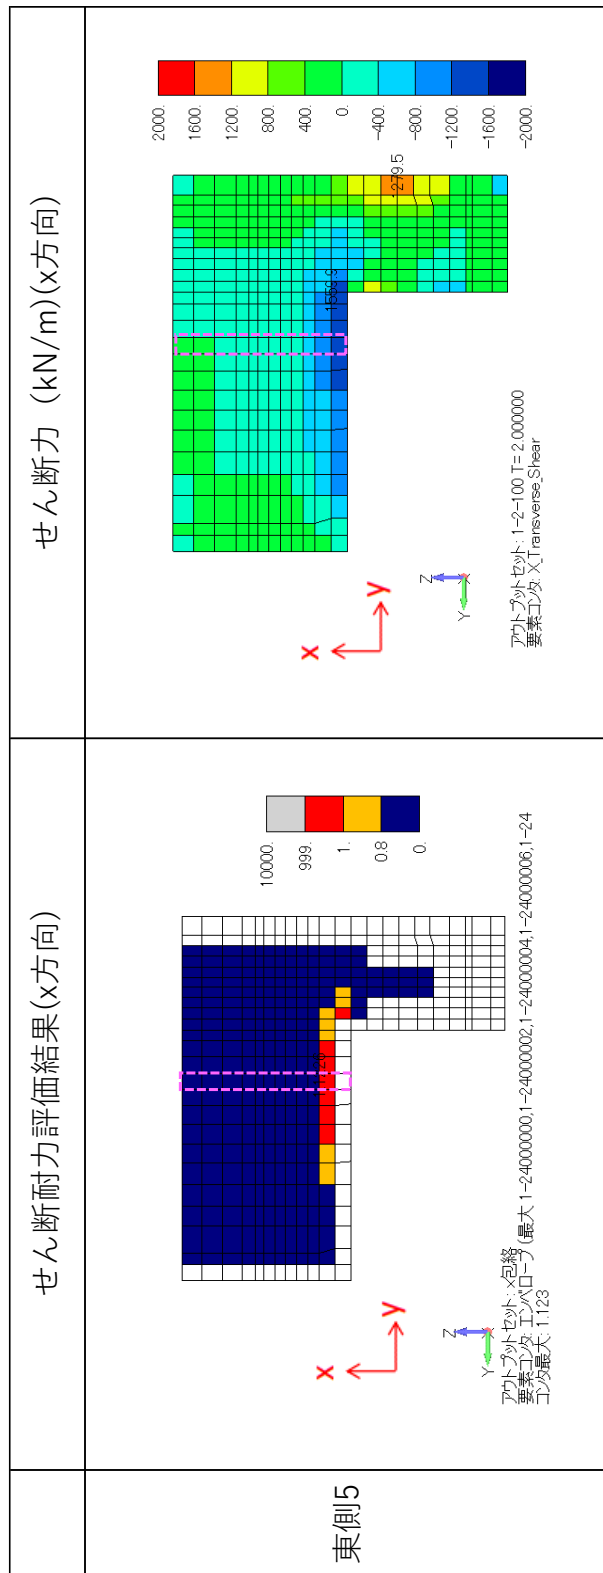 せん断耐力評価結果(x方向)
せん断力 (kN/m)(x方向)
東側5
10000.
999.
1.
0.8
0.
x
y
Z
Y
X
アウトプットセット: x包絡
要素コンタ: エンベロープ(最大 1-24000000,1-24000002,1-24000004,1-24000006,1-24
コンタ最大: 1.123
2000.
1600.
1200.
800.
400.
0.
-400.
-800.
-1200.
-1600.
-2000.
-279.5
x
y
Z
Y
X
アウトプットセット: 1-2-100 T= 2.000000
要素コンタ: X_Transverse_Shear